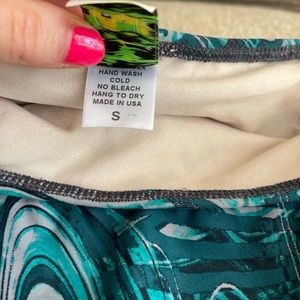 HAND WASH
COLD
NO BLEACH
HANG TO DRY
MADE IN USA
S